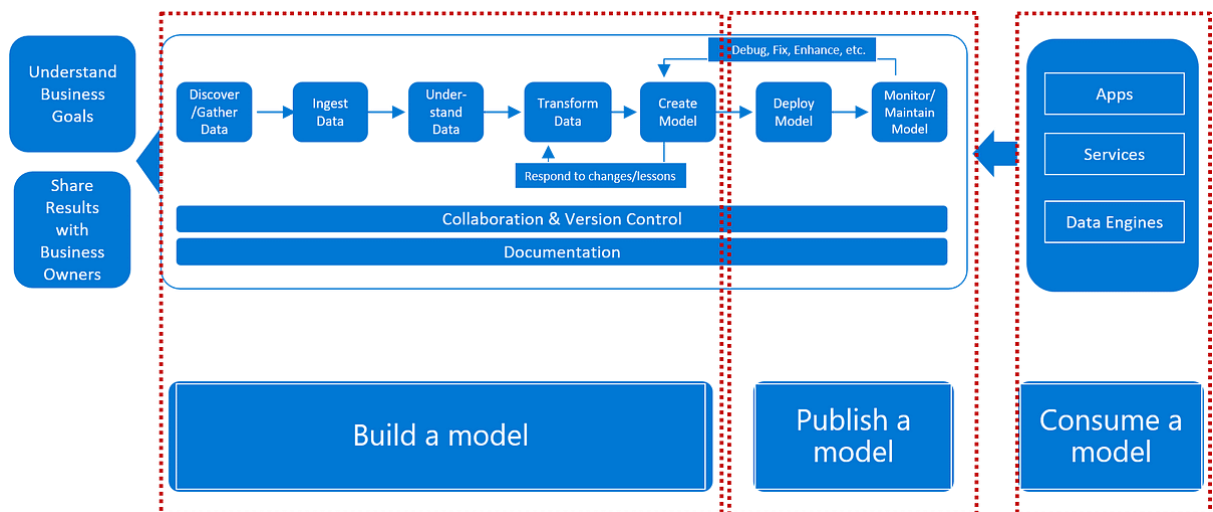 Understand
Business
Goals
Share
Results
with
Business
Owners
Debug, Fix, Enhance, etc.
Discover
/Gather
Data
Ingest
Data
Under-
stand
Data
Transform
Data
Create
Model
Deploy
Model
Monitor/
Maintain
Model
Respond to changes/lessons
Collaboration & Version Control
Documentation
Apps
Services
Data Engines
Build a model
Publish a
model
Consume a
model